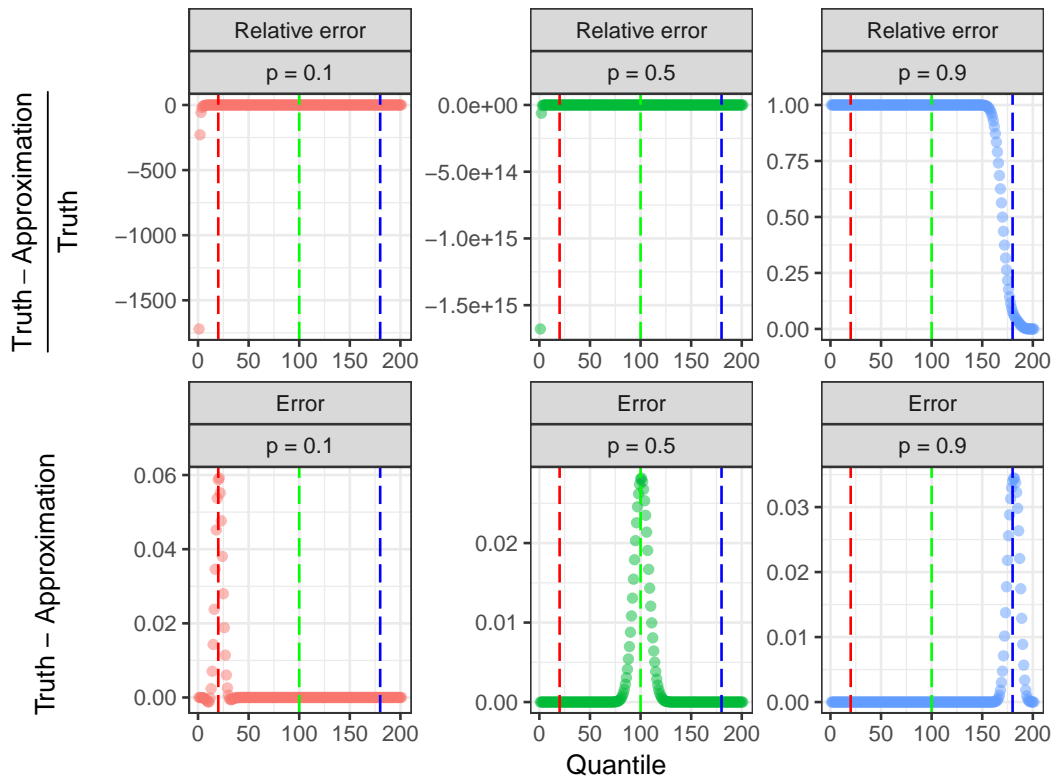 Relative error
Relative error
Relative error
p = 0.1
p = 0.5
p = 0.9
Truth − Approximation
Truth
0
−500
−1000
−1500
0.0e+00
−5.0e+14
−1.0e+15
−1.5e+15
1.00
0.75
0.50
0.25
0.00
0 50 100 150 200
0 50 100 150 200
0 50 100 150 200
Error
Error
Error
p = 0.1
p = 0.5
p = 0.9
Truth − Approximation
0.06
0.04
0.02
0.00
0.02
0.01
0.00
0.03
0.02
0.01
0.00
0 50 100 150 200
0 50 100 150 200
0 50 100 150 200
Quantile